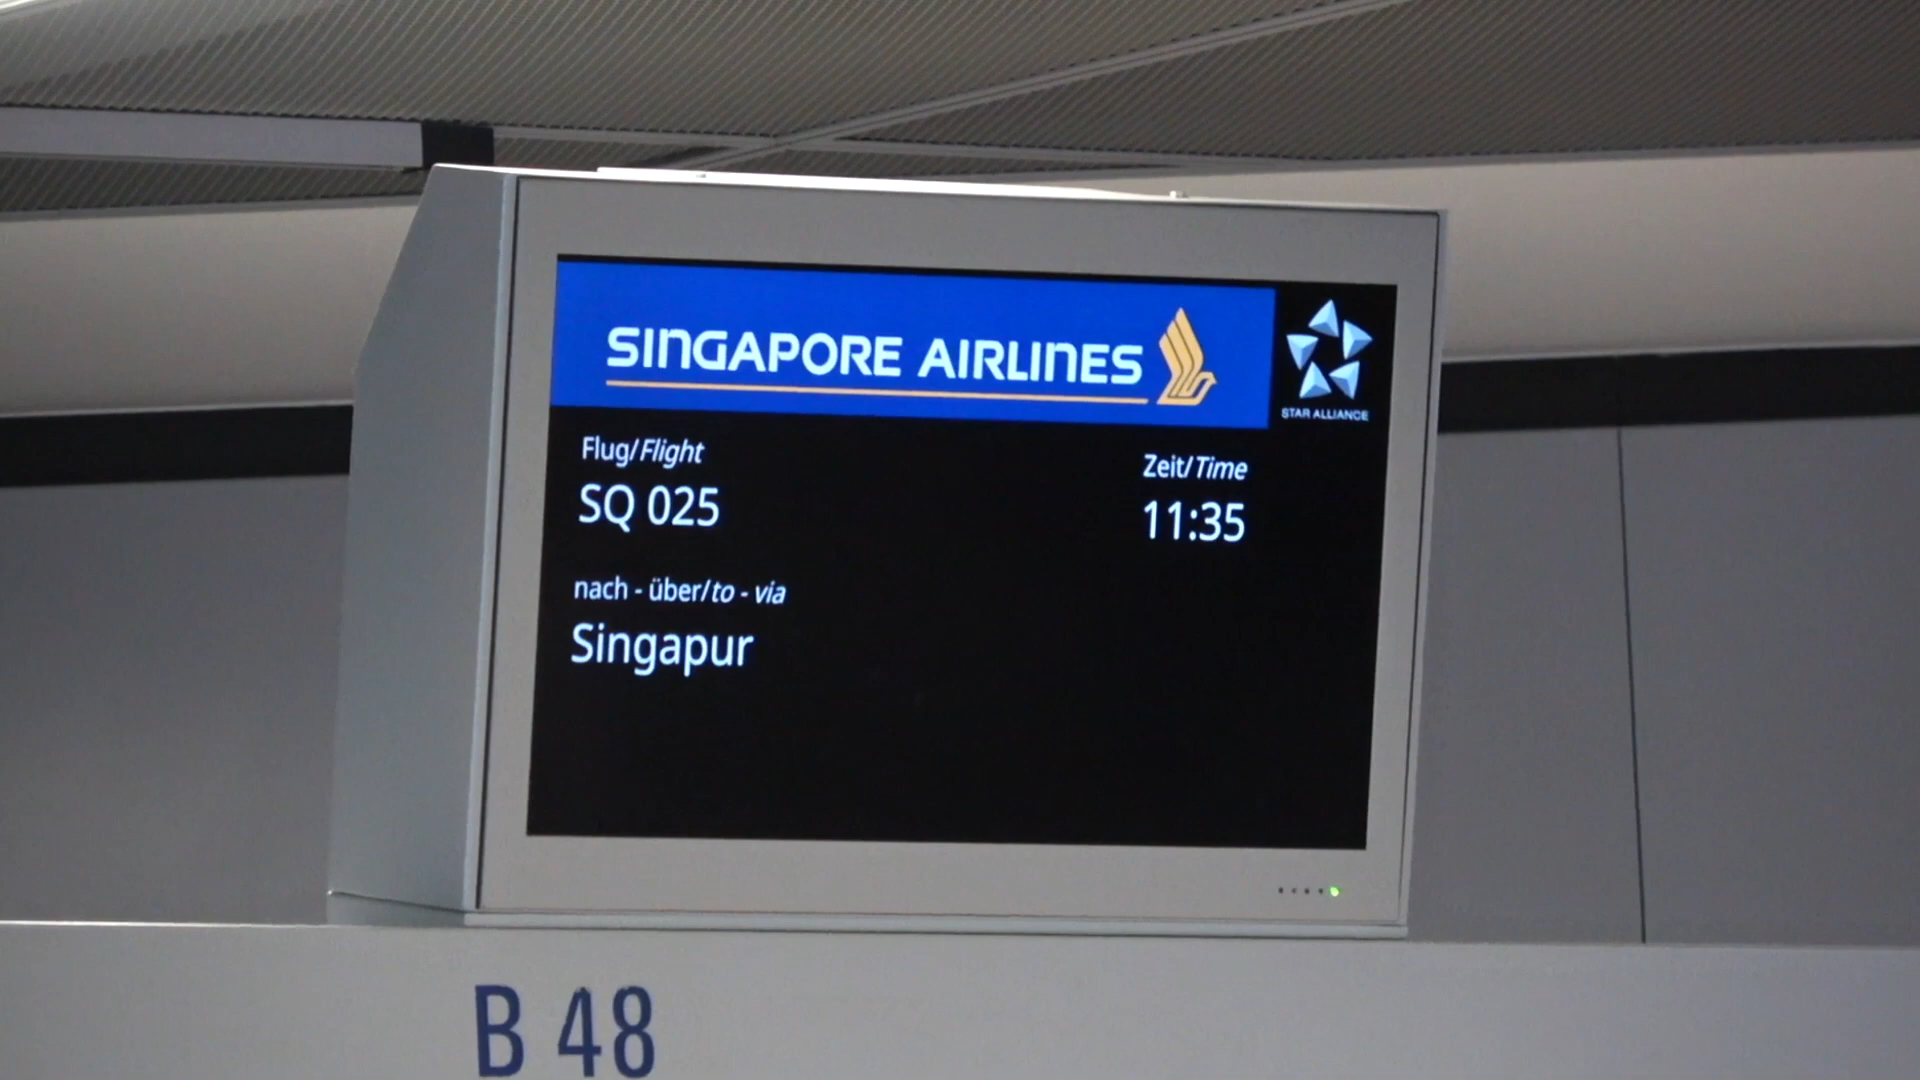 SINGAPORE AIRLINES
STAR ALLIANCE
Flug/Flight
Zeit/Time
SQ 025
11:35
nach - über/to - via
Singapur
B 48